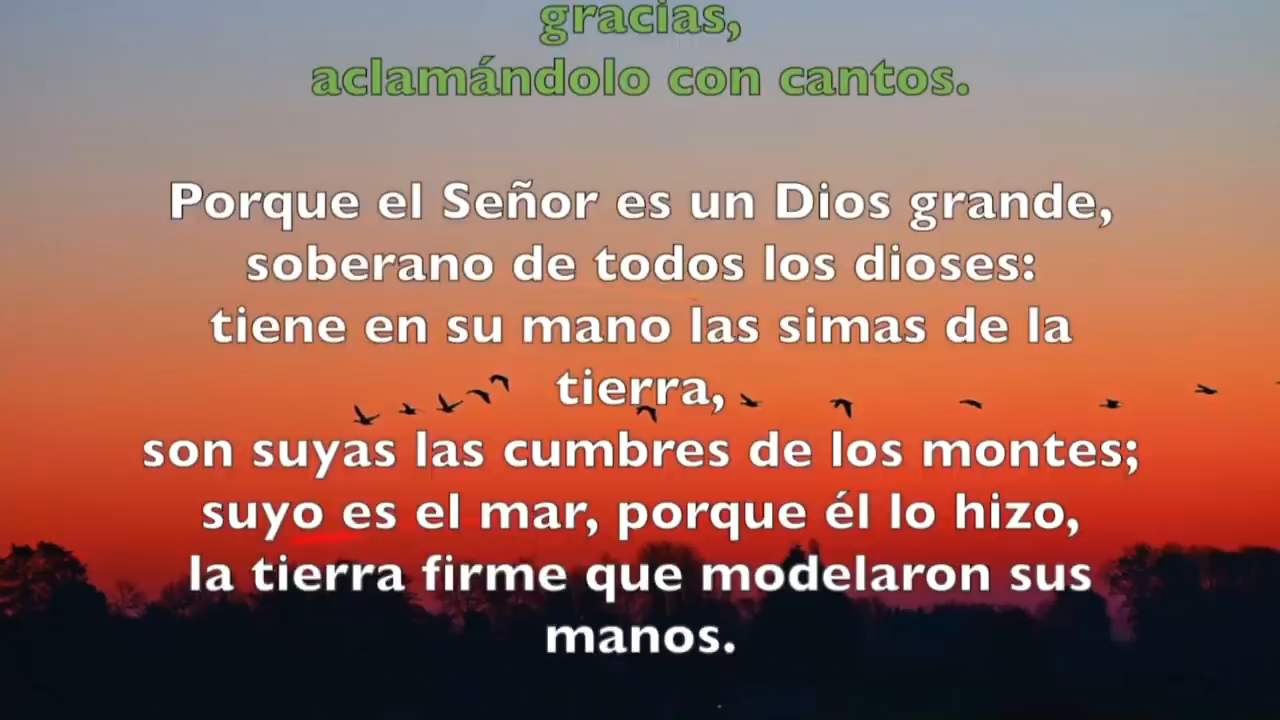 gracias,
aclamándolo con cantos.
Porque el Señor es un Dios grande,
soberano de todos los dioses:
tiene en su mano las simas de la
tierra,
son suyas las cumbres de los montes;
suyo es el mar, porque él lo hizo,
la tierra firme que modelaron sus
manos.